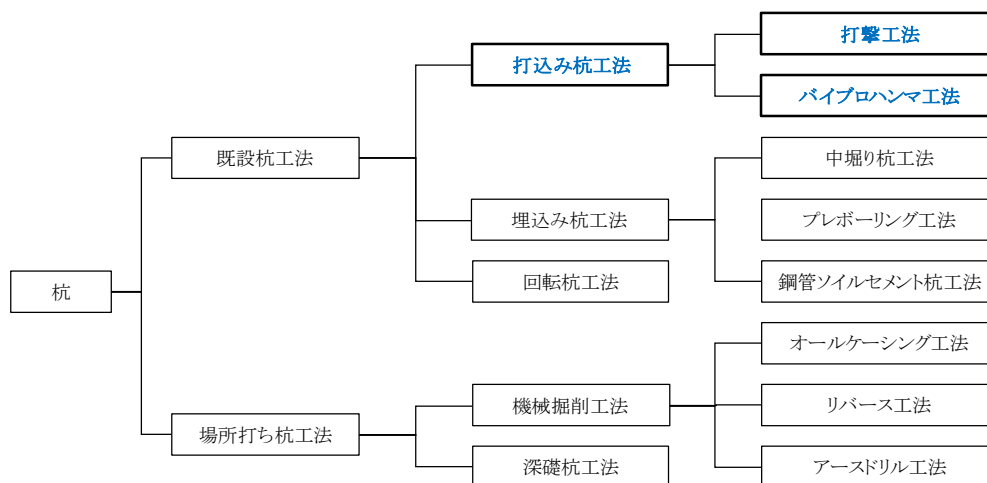 打撃工法
打込み杭工法
バイブロハンマ工法
既設杭工法
中堀り杭工法
埋込み杭工法
プレボーリング工法
杭
回転杭工法
鋼管ソイルセメント杭工法
オールケーシング工法
機械掘削工法
リバース工法
場所打ち杭工法
深礎杭工法
アースドリル工法